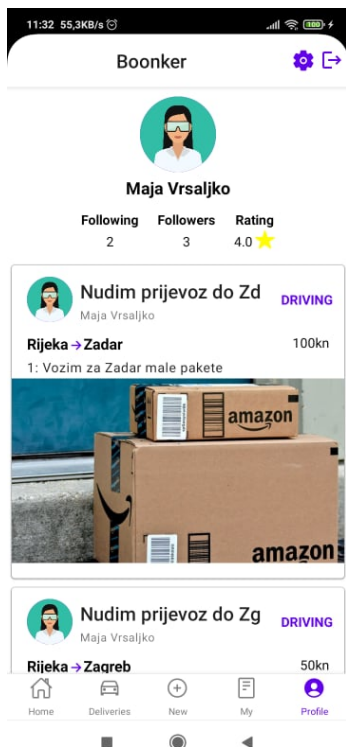 11:32 55,3KB/s
100
Boonker
Maja Vrsaljko
Following Followers Rating
2 3 4.0
Nudim prijevoz do Zd
DRIVING
Maja Vrsaljko
Rijeka → Zadar 100kn
1: Vozim za Zadar male pakete
amazon
amazon
Nudim prijevoz do Zg
DRIVING
Maja Vrsaljko
Rijeka → Zagreb 50kn
Home Deliveries New My Profile